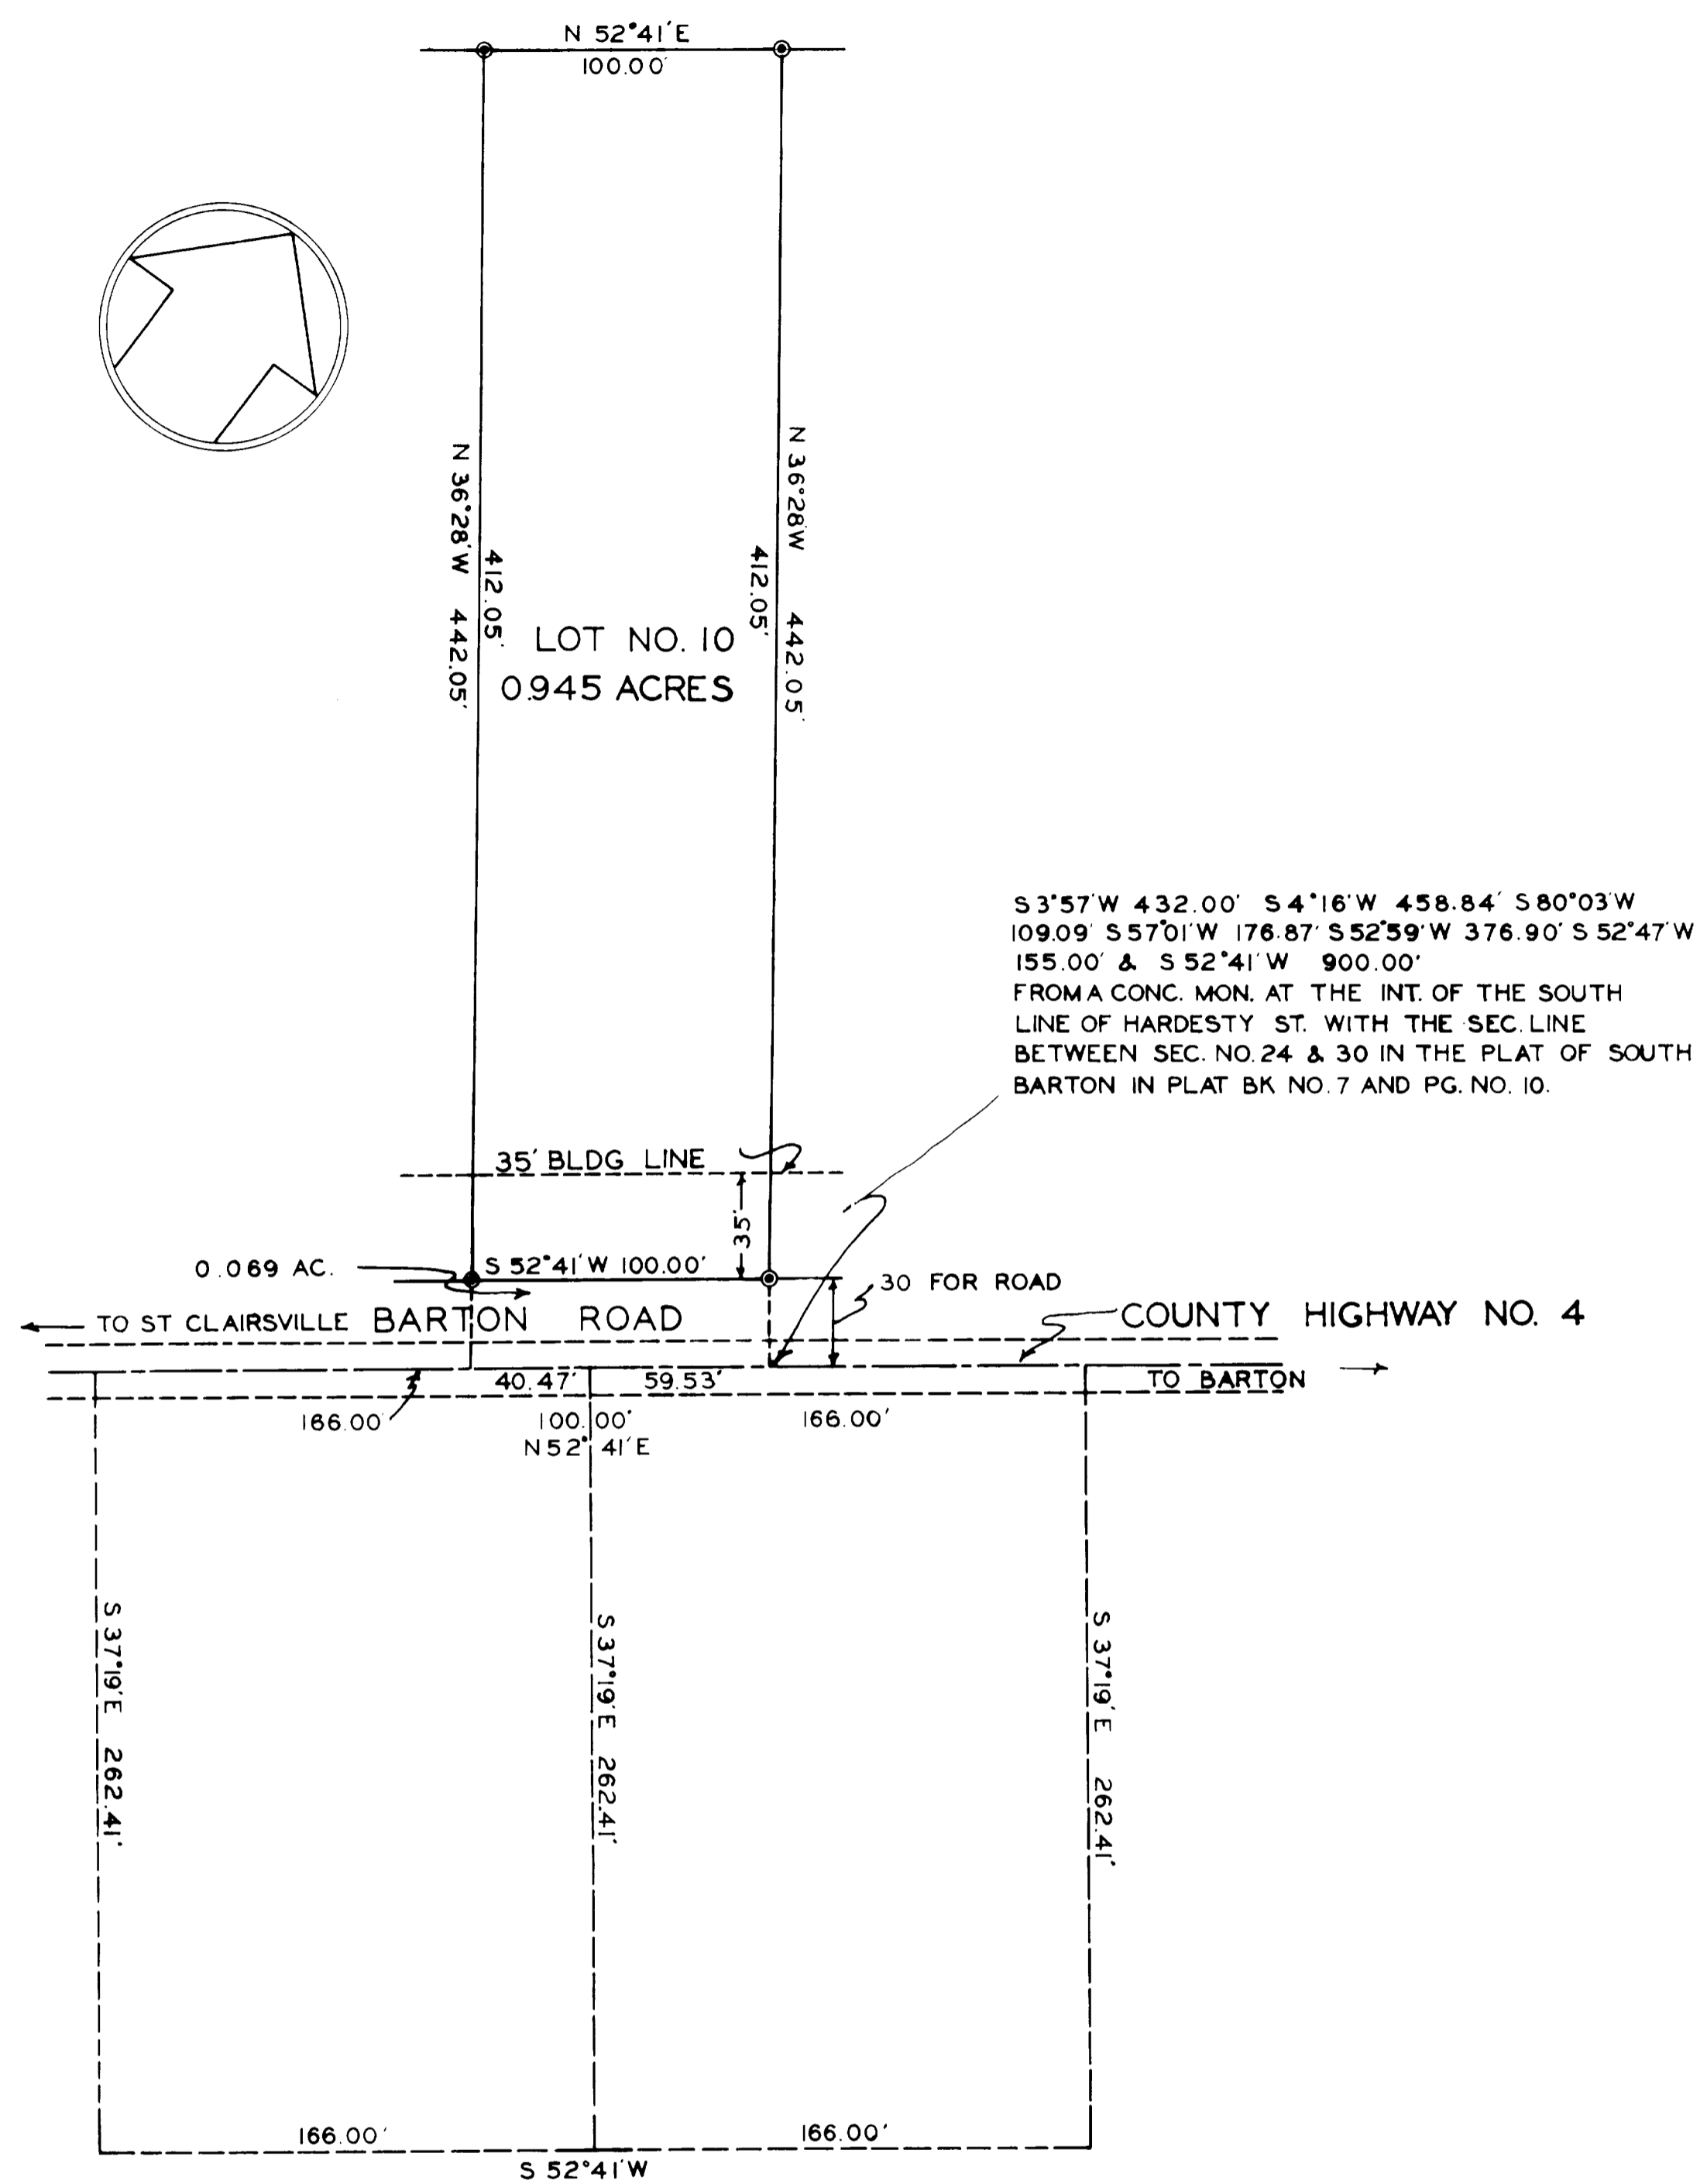 N 52°41'E
100.00'
N 36°28'W 442.05'
412.05'
412.05'
N 36°28'W 442.05'
LOT NO. 10
0.945 ACRES
S 3°57'W 432.00' S 4°16'W 458.84' S 80°03'W
109.09' S 57°01'W 176.87' S 52°59'W 376.90' S 52°47'W
155.00' & S 52°41'W 900.00'
FROM A CONC. MON. AT THE INT. OF THE SOUTH
LINE OF HARDESTY ST. WITH THE SEC. LINE
BETWEEN SEC. NO. 24 & 30 IN THE PLAT OF SOUTH
BARTON IN PLAT BK NO. 7 AND PG. NO. 10.
35' BLDG LINE
35'
0.069 AC.
S 52°41'W 100.00'
30 FOR ROAD
TO ST CLAIRSVILLE BARTON ROAD
COUNTY HIGHWAY NO. 4
40.47' 59.53'
TO BARTON
166.00' 100.00' 166.00'
N 52° 41'E
S 37°19'E 262.41'
S 37°19'E 262.41'
S 37°19'E 262.41'
166.00' 166.00'
S 52°41'W